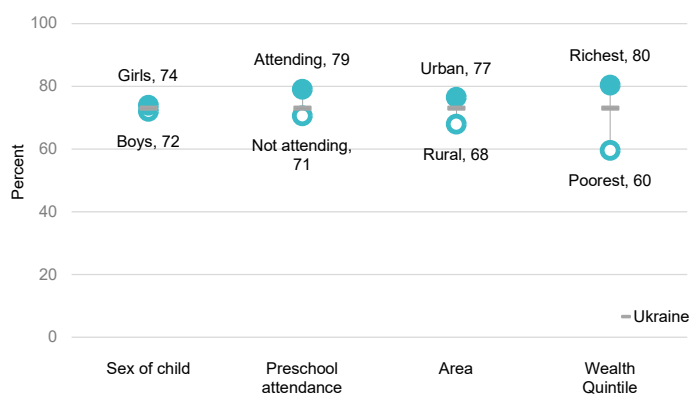 100
80
60
40
20
0
Percent
Girls, 74
Boys, 72
Attending, 79
Not attending,
71
Urban, 77
Rural, 68
Richest, 80
Poorest, 60
Ukraine
Sex of child
Preschool
attendance
Area
Wealth
Quintile